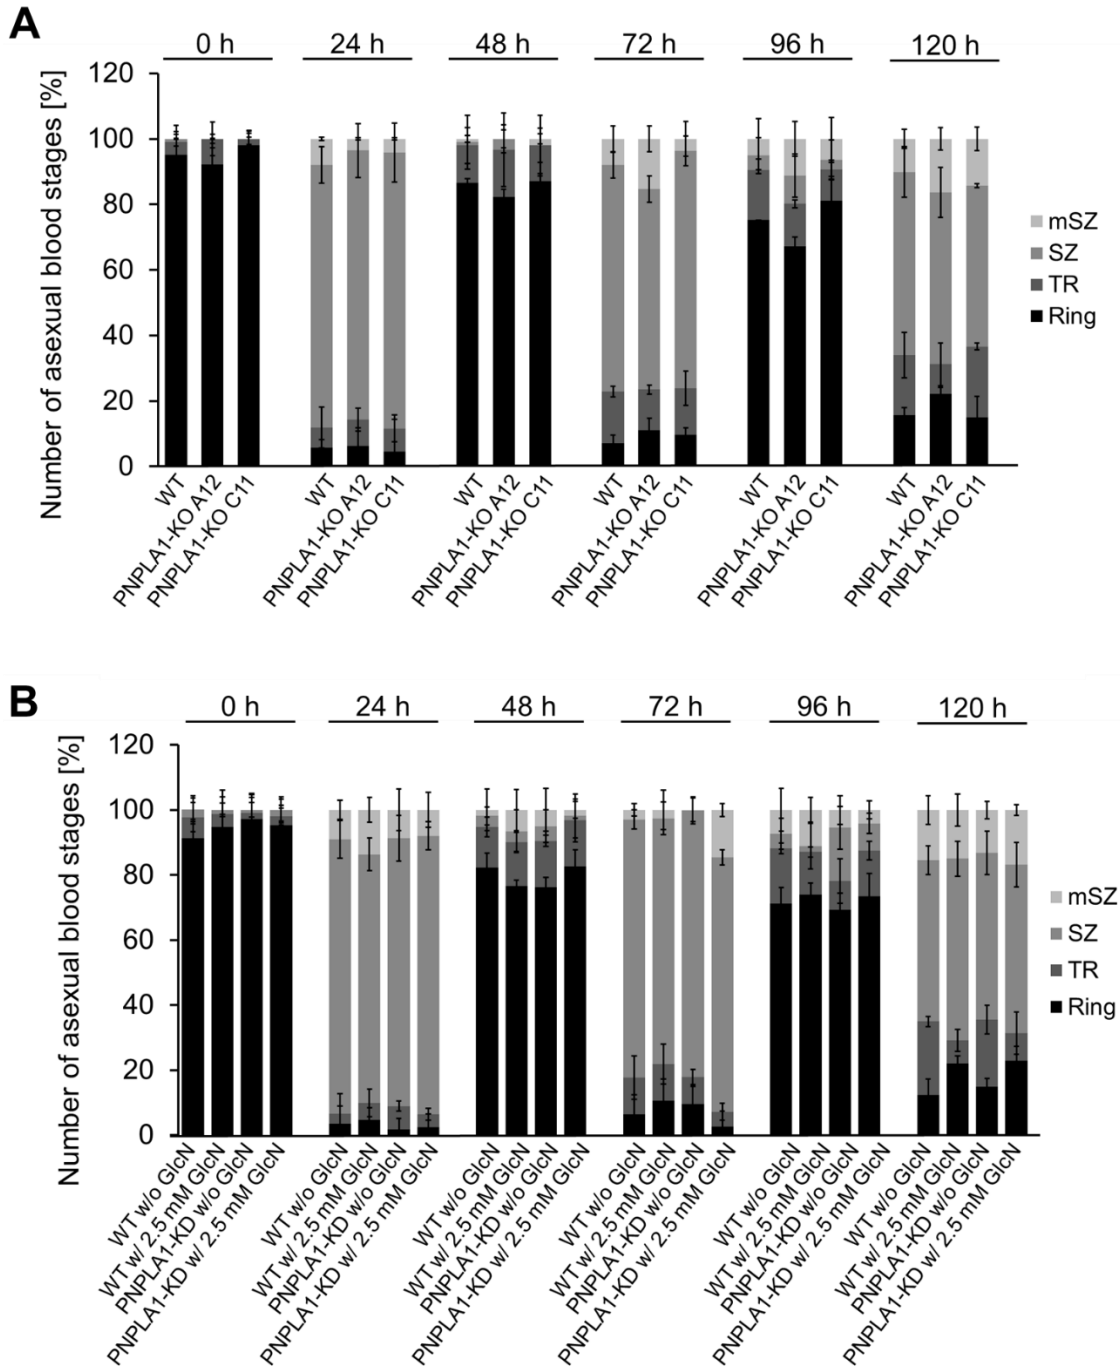 A
0 h 24 h 48 h 72 h 96 h 120 h
Number of asexual blood stages [%]
120
100
80
60
40
20
0
mSZ
SZ
TR
Ring
WT PNPLA1-KO A12 PNPLA1-KO C11 WT PNPLA1-KO A12 PNPLA1-KO C11 WT PNPLA1-KO A12 PNPLA1-KO C11 WT PNPLA1-KO A12 PNPLA1-KO C11 WT PNPLA1-KO A12 PNPLA1-KO C11 WT PNPLA1-KO A12 PNPLA1-KO C11
B
0 h 24 h 48 h 72 h 96 h 120 h
Number of asexual blood stages [%]
120
100
80
60
40
20
0
mSZ
SZ
TR
Ring
WT w/o GlcN WT w/ 2.5 mM GlcN PNPLA1-KD w/o GlcN PNPLA1-KD w/ 2.5 mM GlcN WT w/o GlcN WT w/ 2.5 mM GlcN PNPLA1-KD w/o GlcN PNPLA1-KD w/ 2.5 mM GlcN WT w/o GlcN WT w/ 2.5 mM GlcN PNPLA1-KD w/o GlcN PNPLA1-KD w/ 2.5 mM GlcN WT w/o GlcN WT w/ 2.5 mM GlcN PNPLA1-KD w/o GlcN PNPLA1-KD w/ 2.5 mM GlcN WT w/o GlcN WT w/ 2.5 mM GlcN PNPLA1-KD w/o GlcN PNPLA1-KD w/ 2.5 mM GlcN WT w/o GlcN WT w/ 2.5 mM GlcN PNPLA1-KD w/o GlcN PNPLA1-KD w/ 2.5 mM GlcN